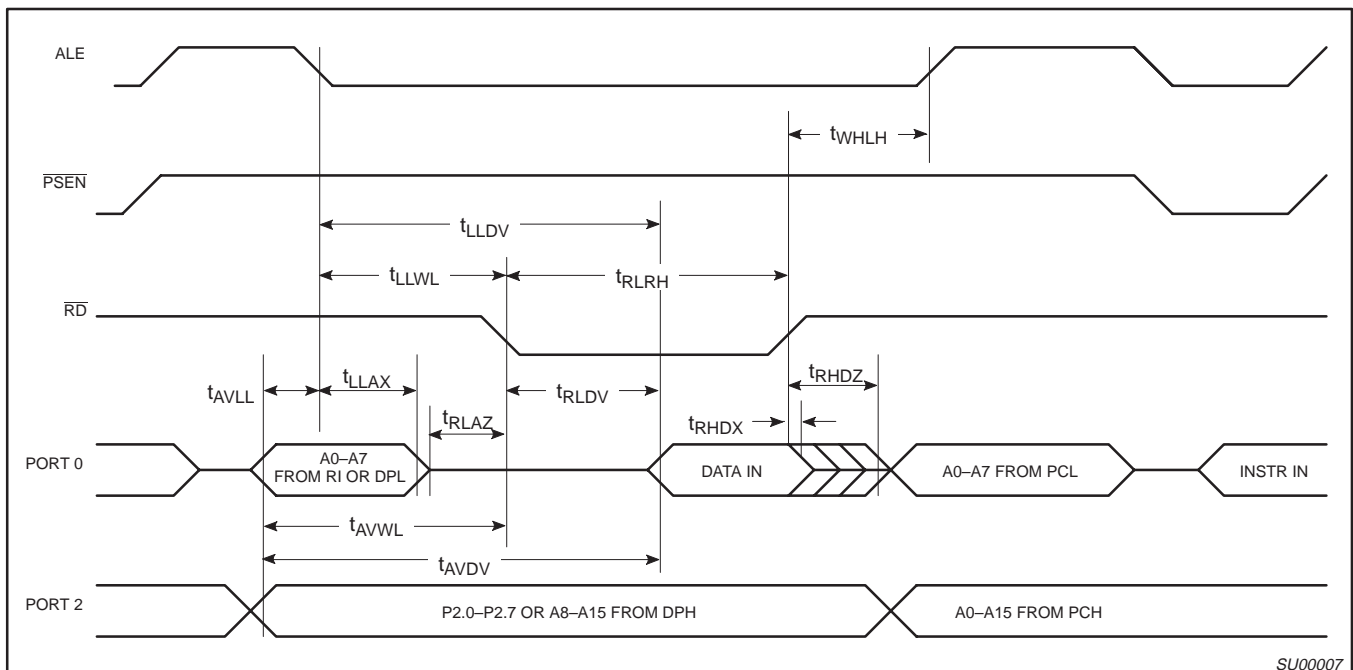 ALE
tWHLH
PSEN
tLLDV
tLLWL
tRLRH
RD
tAVLL
tLLAX
tRLAZ
tRLDV
tRHDZ
tRHDX
PORT 0
A0–A7
FROM RI OR DPL
DATA IN
A0–A7 FROM PCL
INSTR IN
tAVWL
tAVDV
PORT 2
P2.0–P2.7 OR A8–A15 FROM DPH
A0–A15 FROM PCH
SU00007